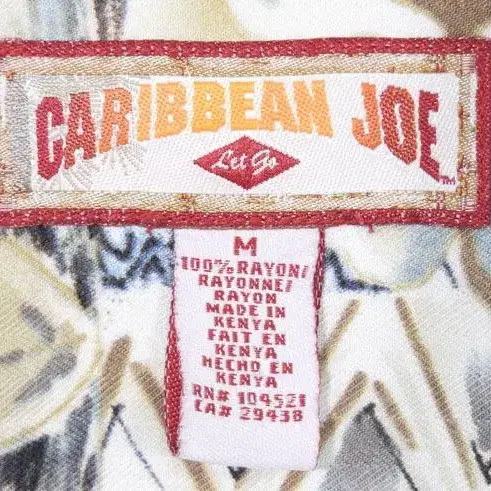 CARIBBEAN JOE™
Let Go
M
100% RAYON/
RAYONNE/
RAYON
MADE IN
KENYA
FAIT EN
KENYA
HECHO EN
KENYA
RN# 104521
CA# 29438